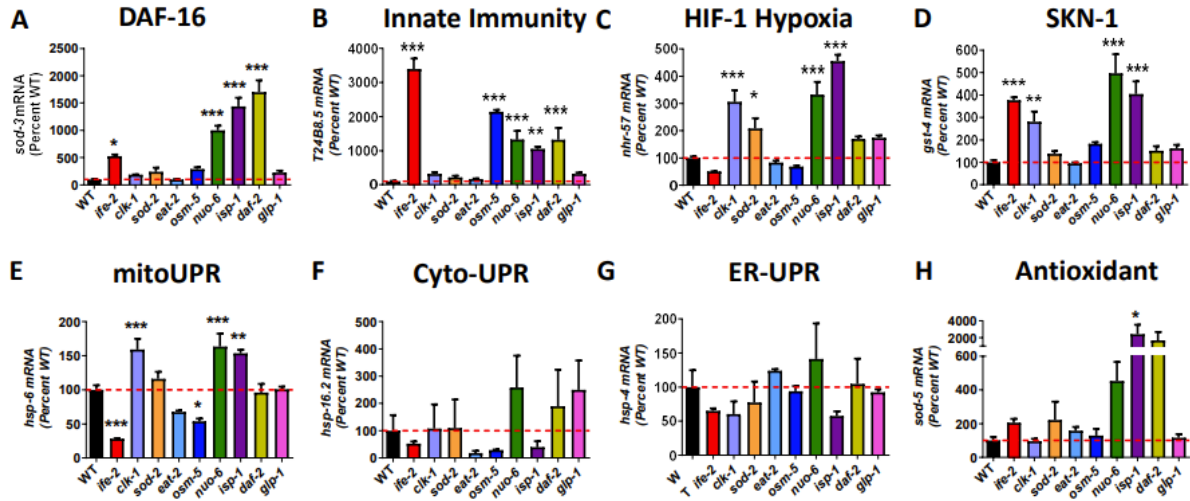 A DAF-16
sod-3 mRNA
(Percent WT)
2500
2000
1500
1000
500
0
*
***
***
***
WT ife-2 clk-1 sod-2 eat-2 osm-5 nuo-6 isp-1 daf-2 glp-1
B Innate Immunity
T24B8.5 mRNA
(Percent WT)
4000
3000
2000
1000
0
***
***
***
**
***
WT ife-2 clk-1 sod-2 eat-2 osm-5 nuo-6 isp-1 daf-2 glp-1
C HIF-1 Hypoxia
nhr-57 mRNA
(Percent WT)
500
400
300
200
100
0
***
*
***
***
WT ife-2 clk-1 sod-2 eat-2 osm-5 nuo-6 isp-1 daf-2 glp-1
D SKN-1
gst-4 mRNA
(Percent WT)
600
500
400
300
200
100
0
***
**
***
***
WT ife-2 clk-1 sod-2 eat-2 osm-5 nuo-6 isp-1 daf-2 glp-1
E mitoUPR
hsp-6 mRNA
(Percent WT)
200
150
100
50
0
***
***
*
***
**
WT ife-2 clk-1 sod-2 eat-2 osm-5 nuo-6 isp-1 daf-2 glp-1
F Cyto-UPR
hsp-16.2 mRNA
(Percent WT)
500
400
300
200
100
0
WT ife-2 clk-1 sod-2 eat-2 osm-5 nuo-6 isp-1 daf-2 glp-1
G ER-UPR
hsp-4 mRNA
(Percent WT)
200
150
100
50
0
W
T ife-2 clk-1 sod-2 eat-2 osm-5 nuo-6 isp-1 daf-2 glp-1
H Antioxidant
sod-5 mRNA
(Percent WT)
4000
2000
600
400
200
0
*
WT ife-2 clk-1 sod-2 eat-2 osm-5 nuo-6 isp-1 daf-2 glp-1